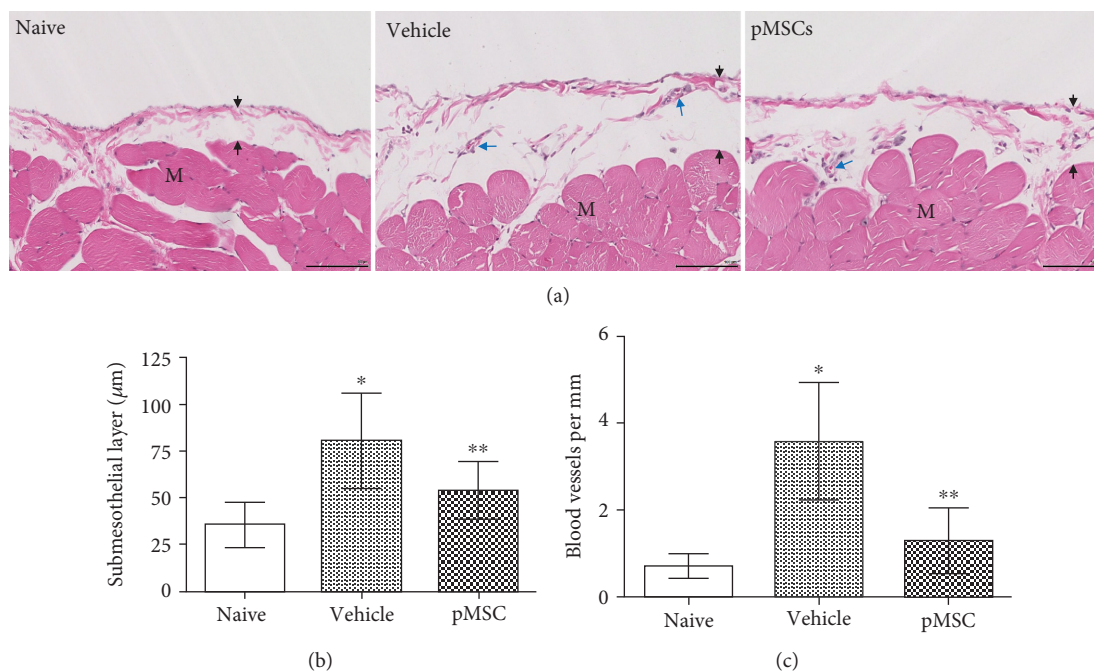 Naive
Vehicle
pMSCs
M
M
M
(a)
Submesothelial layer (μm)
125
100
75
50
25
0
*
**
Naive
Vehicle
pMSC
(b)
Blood vessels per mm
6
4
2
0
*
**
Naive
Vehicle
pMSC
(c)